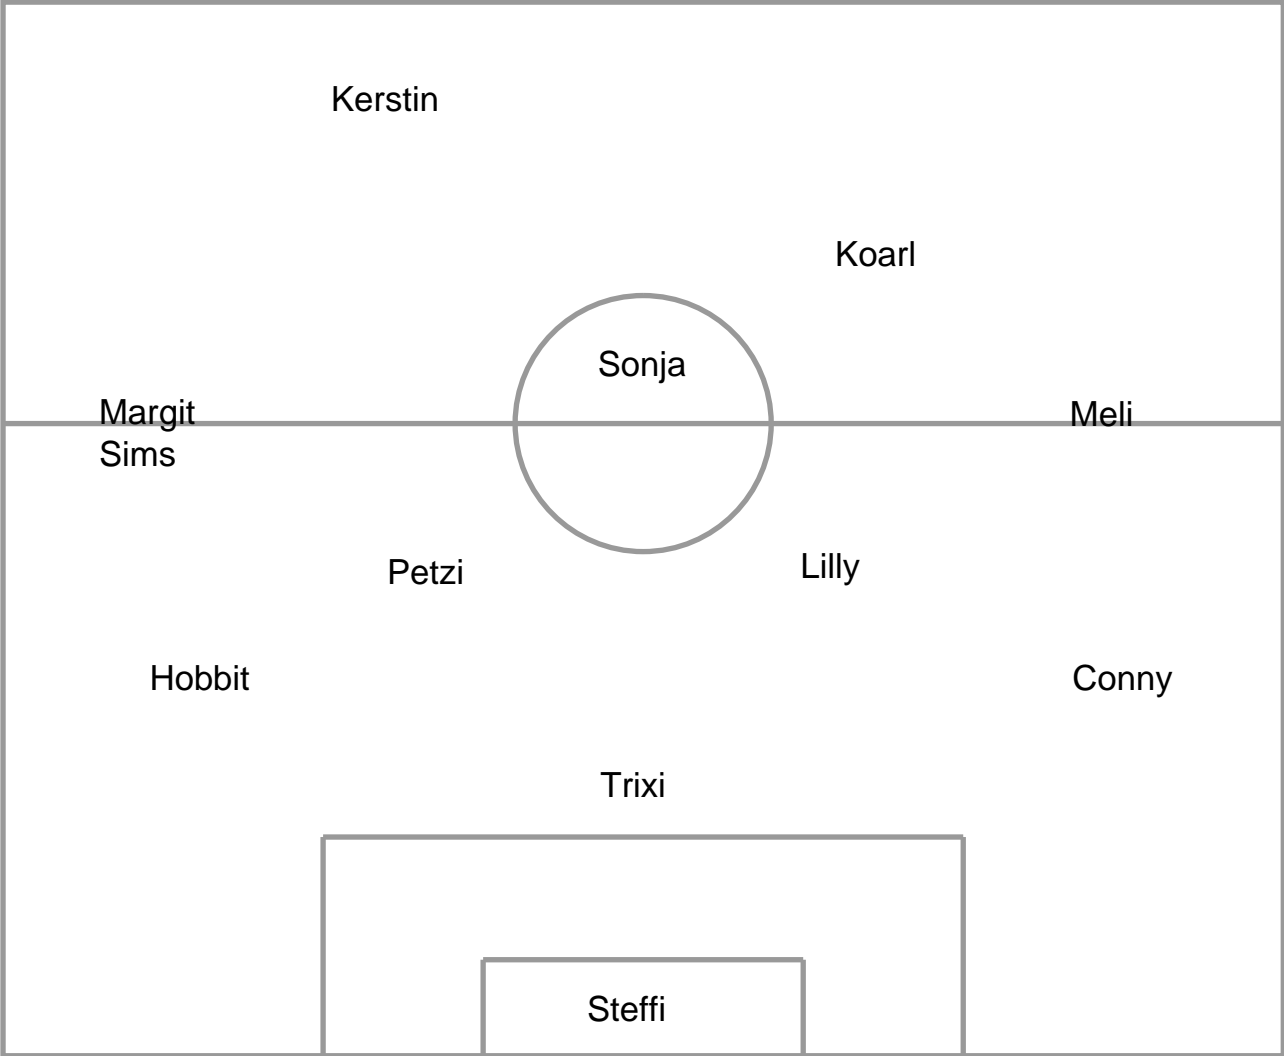 Kerstin
Koarl
Sonja
Margit
Sims
Meli
Petzi
Lilly
Hobbit
Conny
Trixi
Steffi